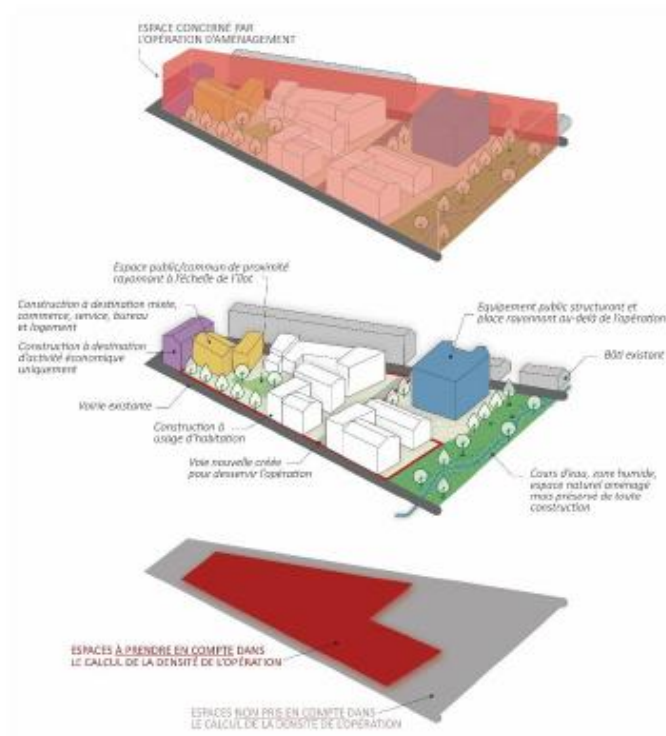 ESPACE CONCERNÉ PAR
L'OPÉRATION D'AMÉNAGEMENT
Espace public/commun de proximité
rayonnant à l'échelle de l'îlot
Construction à destination mixte,
commerce, service, bureau
et logement
Equipement public structurant et
place rayonnant au-delà de l'opération
Construction à destination
d'activité économique
uniquement
Bâti existant
Voirie existante
Construction à
usage d'habitation
Voie nouvelle créée
pour desservir l'opération
Cours d'eau, zone humide,
espace naturel aménagé
mais préservé de toute
construction
ESPACES À PRENDRE EN COMPTE DANS
LE CALCUL DE LA DENSITÉ DE L'OPÉRATION
ESPACES NON PRIS EN COMPTE DANS
LE CALCUL DE LA DENSITÉ DE L'OPÉRATION